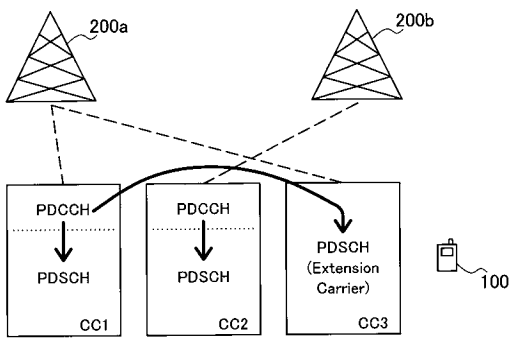 200a
200b
PDCCH
PDSCH
CC1
PDCCH
PDSCH
CC2
PDSCH
(Extension
Carrier)
CC3
100